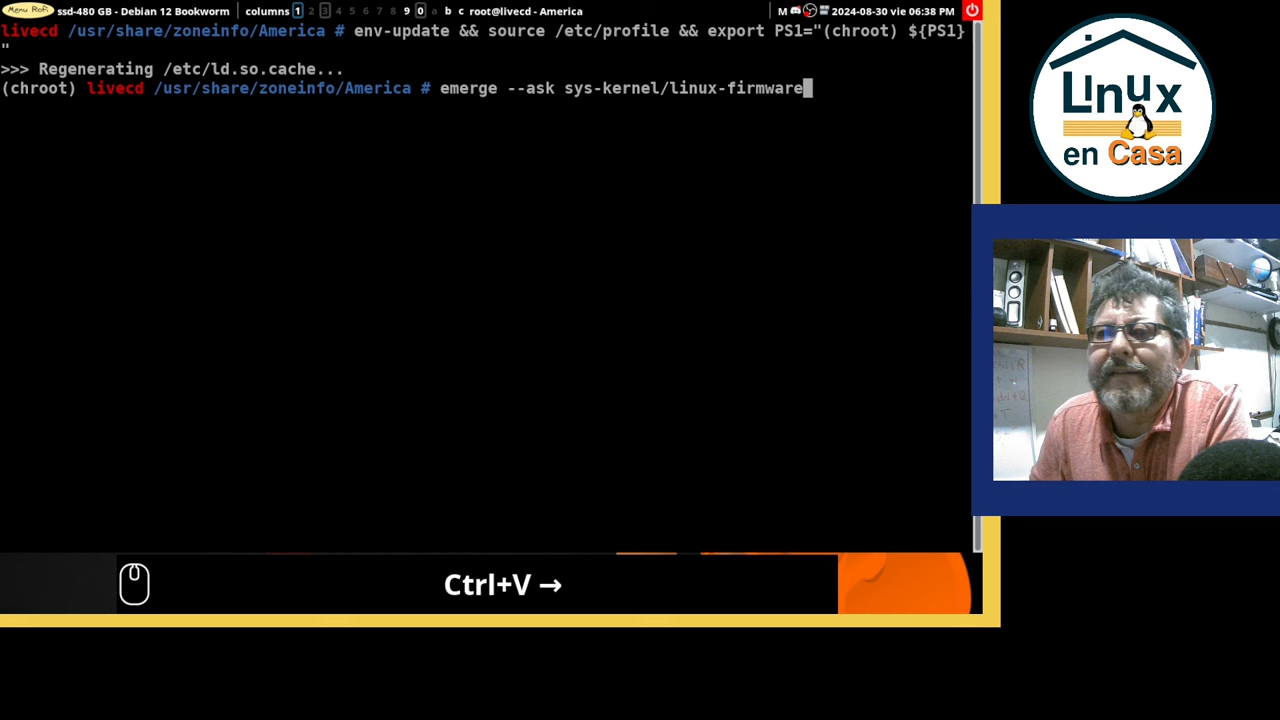 Menu Rofi ssd-480 GB - Debian 12 Bookworm columns 1 2 3 4 5 6 7 8 9 0 a b c root@livecd - America M 2024-08-30 vie 06:38 PM
livecd /usr/share/zoneinfo/America # env-update && source /etc/profile && export PS1="(chroot) ${PS1}
"
>>> Regenerating /etc/ld.so.cache...
(chroot) livecd /usr/share/zoneinfo/America # emerge --ask sys-kernel/linux-firmware
Ctrl+V →
Linux
en Casa